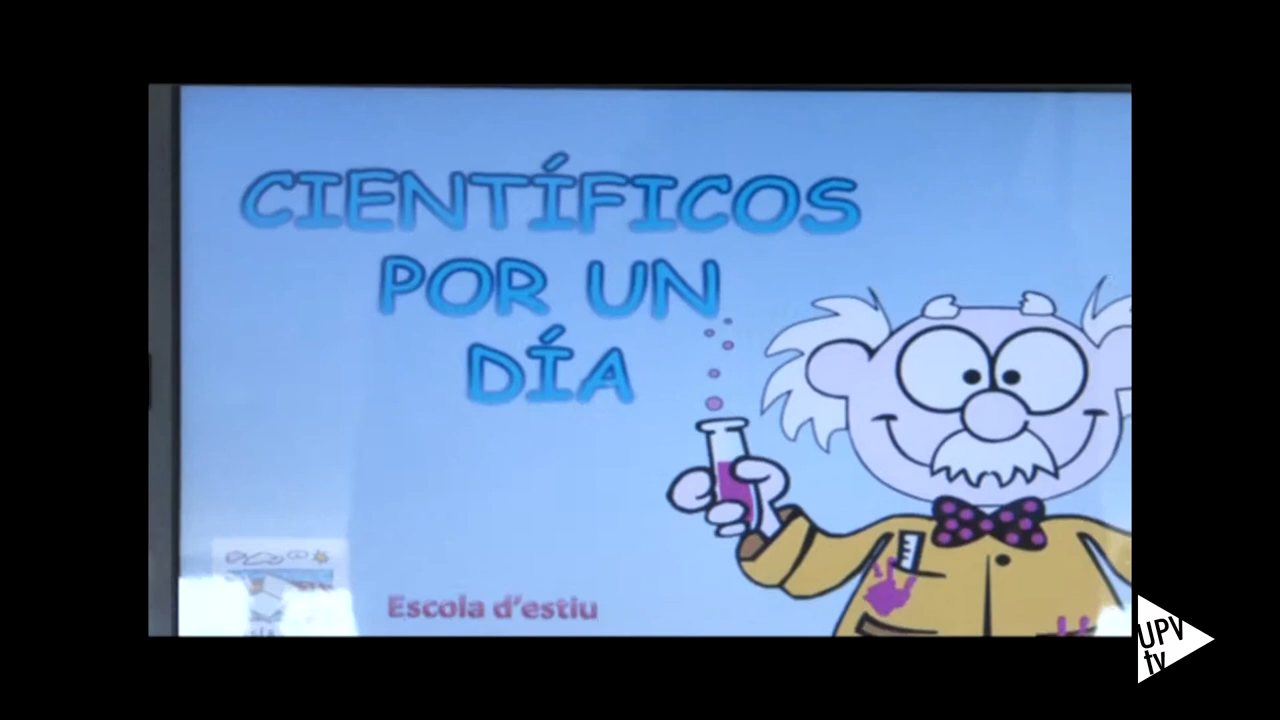 CIENTÍFICOS
POR UN
DÍA
Escola d'estiu
UPV
tv